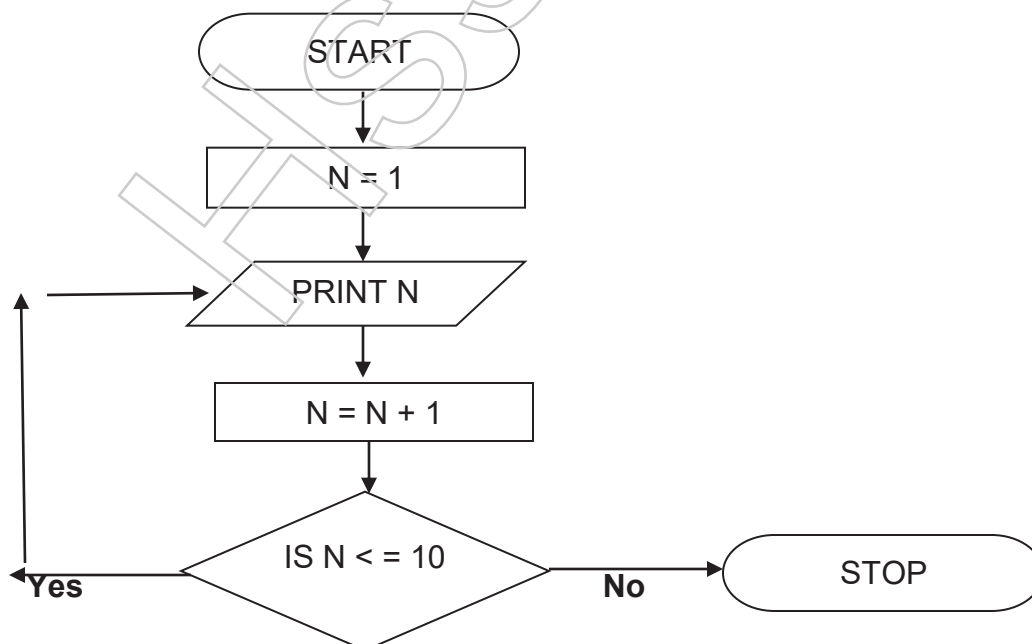 START
N = 1
PRINT N
N = N + 1
IS N < = 10
Yes
No
STOP